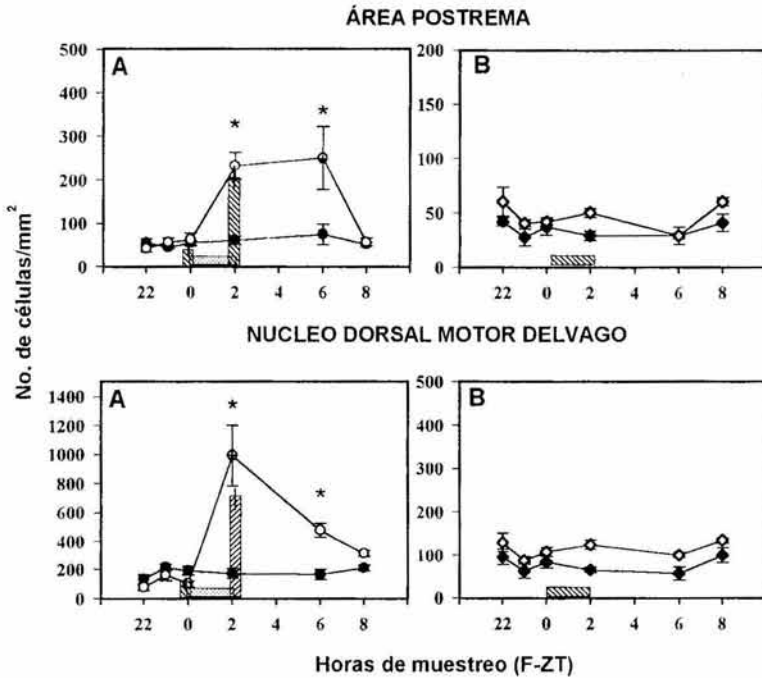 ÁREA POSTREMA
No. de células/mm²
A
500
400
300
200
100
0
*
*
22 0 2 4 6 8
B
200
150
100
50
0
22 0 2 4 6 8
NUCLEO DORSAL MOTOR DELVAGO
A
1400
1200
1000
800
600
400
200
0
*
*
22 0 2 4 6 8
B
500
400
300
200
100
0
22 0 2 4 6 8
Horas de muestreo (F-ZT)